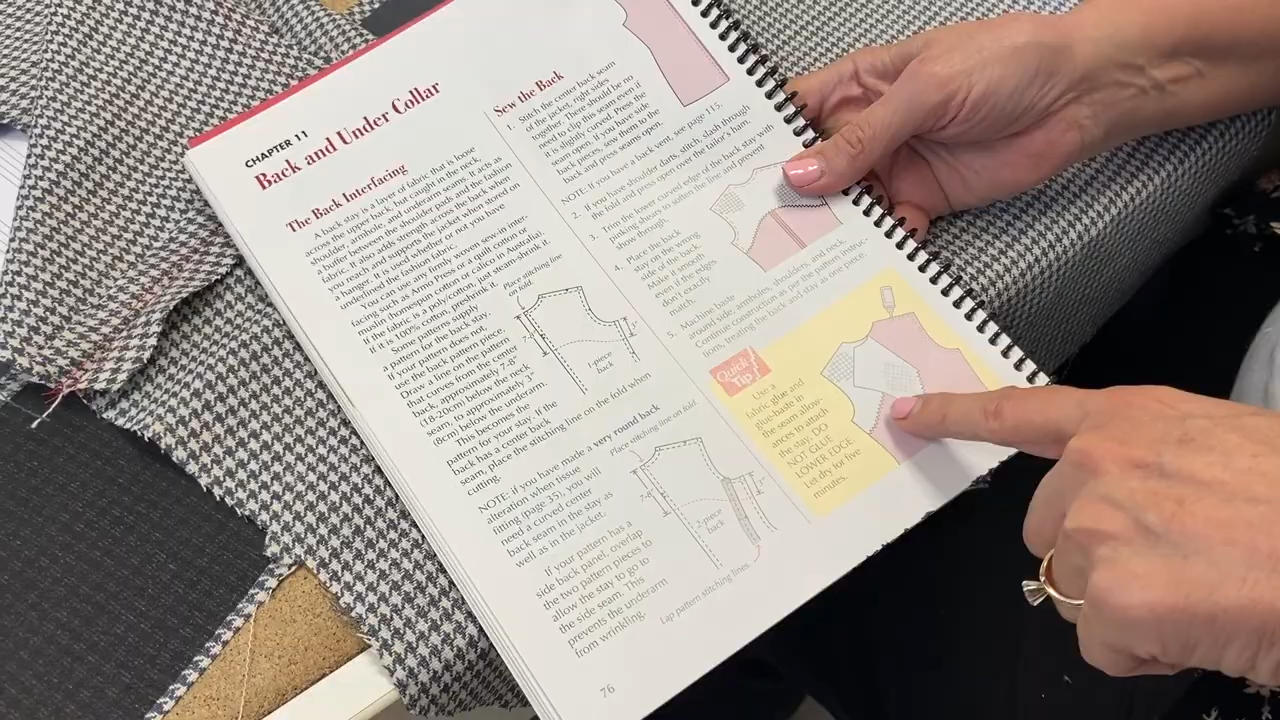 CHAPTER 11
Back and Under Collar
The Back Interfacing
A back stay is a layer of fabric that is loose
across the upper back, but caught in the neck,
shoulder, armhole, and underarm seams. It acts as
a buffer between the shoulder pads and the fashion
fabric. It also adds strength across the back when
you reach and supports the jacket when stored on
a hanger. It is used whether or not you have
underlined the fashion fabric.
You can use any firmly woven sew-in inter-
facing such as Armo Press or a quilt cotton or
muslin (homespun cotton or calico in Australia).
If the fabric is a poly/cotton, just steam-shrink it.
If it is 100% cotton, preshrink it.
Some patterns supply
a pattern for the back stay.
If your pattern does not,
use the back pattern piece.
Draw a line on the pattern
that curves from the center
back, approximately 7-8"
(18-20cm) below the neck
seam, to approximately 3"
(8cm) below the underarm.
This becomes the
pattern for your stay. If the
back has a center back
seam, place the stitching line on the fold when
cutting.
Place stitching line
on fold.
7-8"
3"
1-piece
back
NOTE: if you have made a very round back
alteration when tissue
fitting (page 35), you will
need a curved center
back seam in the stay as
well as in the jacket.
If your pattern has a
side back panel, overlap
the two pattern pieces to
allow the stay to go to
the side seam. This
prevents the underarm
from wrinkling.
Place stitching line on fold.
7-8"
3"
2-piece
back
Lap pattern stitching lines.
76
Sew the Back
1. Stitch the center back seam
of the jacket, right sides
together. There should be no
need to clip this seam even if
it is slightly curved. Press the
seam open. If you have side
back pieces, sew them to the
back and press seams open.
NOTE: If you have a back vent, see page 115.
2. If you have shoulder darts, stitch, slash through
the fold and press open over the tailor's ham.
3. Trim the lower curved edge of the back stay with
pinking shears to soften the line and prevent
show through.
4. Place the back
stay on the wrong
side of the back.
Make it smooth
even if the edges
don't exactly
match.
5. Machine baste
around side, armholes, shoulders, and neck.
Continue construction as per the pattern instruc-
tions, treating the back and stay as one piece.
Quick
Tip
Use a
fabric glue and
glue-baste in
the seam allow-
ances to attach
the stay. DO
NOT GLUE
LOWER EDGE
Let dry for five
minutes.